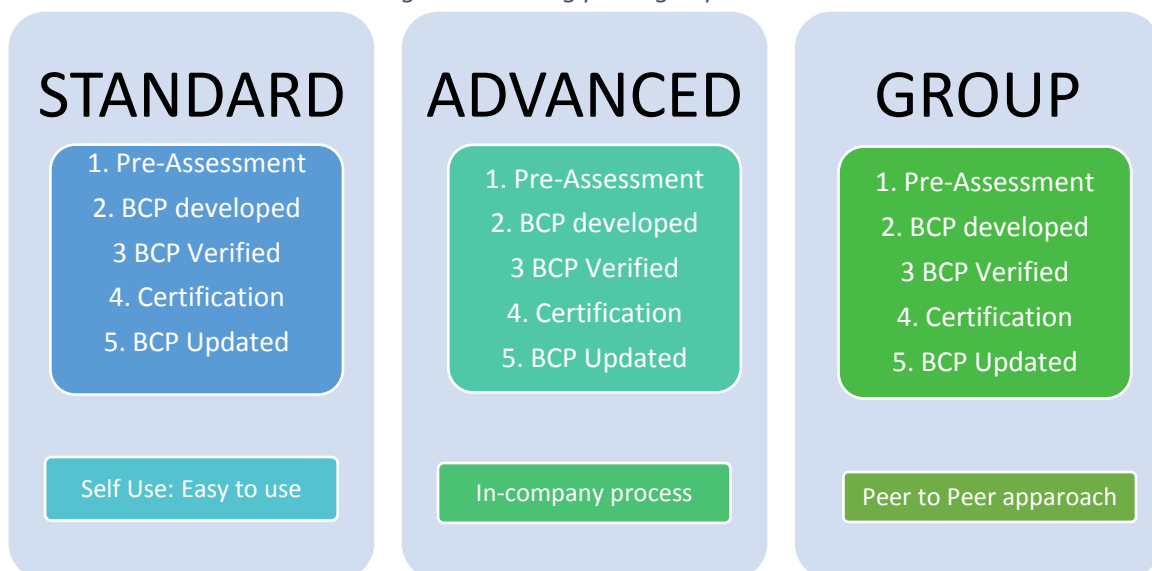 STANDARD
1. Pre-Assessment
2. BCP developed
3 BCP Verified
4. Certification
5. BCP Updated
Self Use: Easy to use
ADVANCED
1. Pre-Assessment
2. BCP developed
3 BCP Verified
4. Certification
5. BCP Updated
In-company process
GROUP
1. Pre-Assessment
2. BCP developed
3 BCP Verified
4. Certification
5. BCP Updated
Peer to Peer apparoach